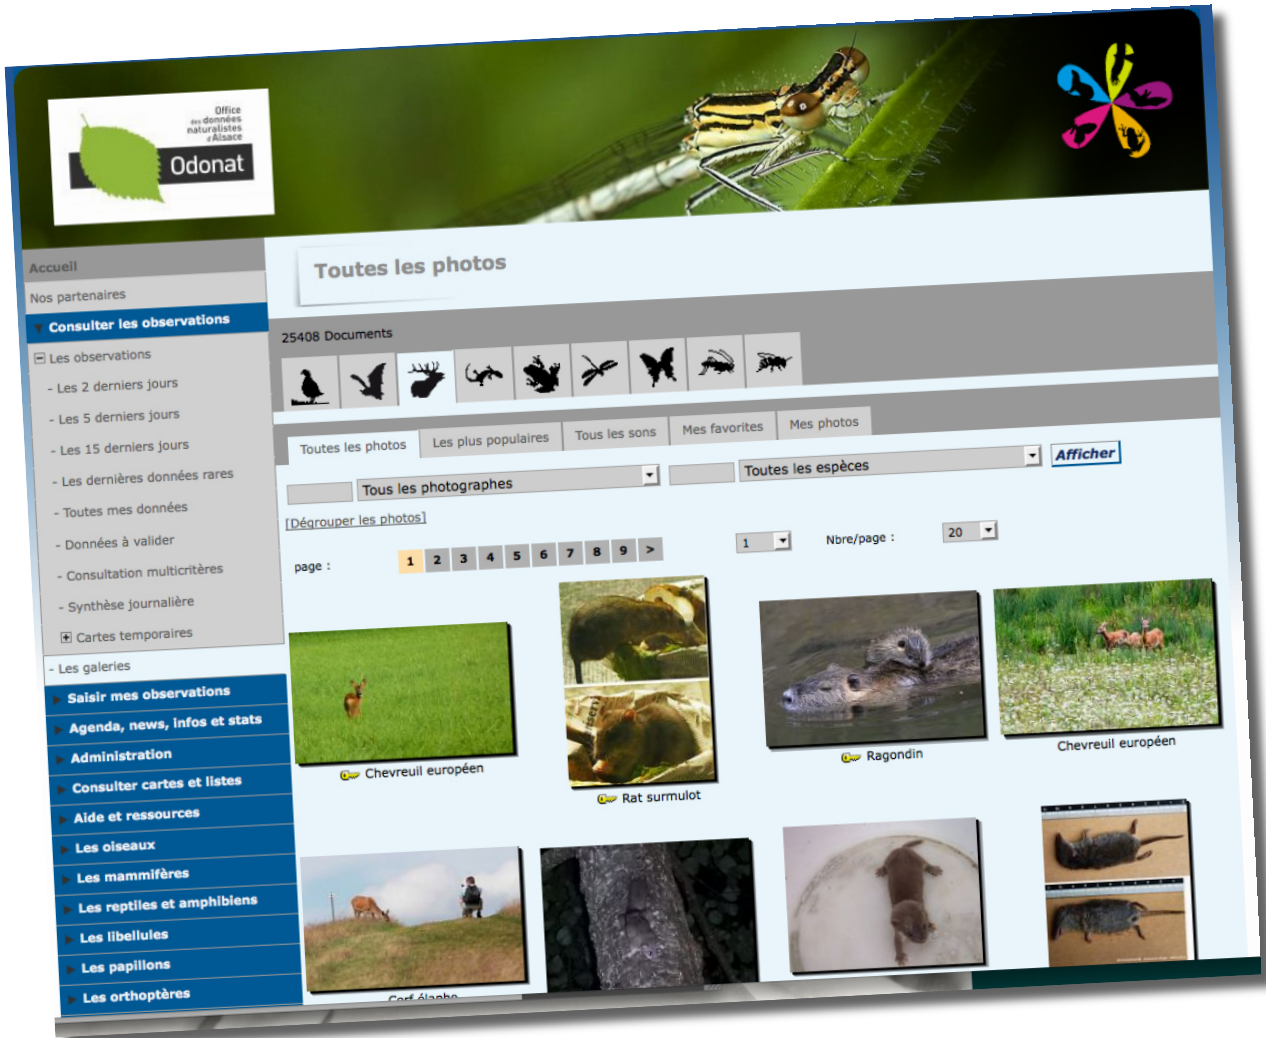 Office
des données
naturalistes
d'Alsace
Odonat
Accueil
Nos partenaires
Consulter les observations
Les observations
- Les 2 derniers jours
- Les 5 derniers jours
- Les 15 derniers jours
- Les dernières données rares
- Toutes mes données
- Données à valider
- Consultation multicritères
- Synthèse journalière
Cartes temporaires
- Les galeries
Saisir mes observations
Agenda, news, infos et stats
Administration
Consulter cartes et listes
Aide et ressources
Les oiseaux
Les mammifères
Les reptiles et amphibiens
Les libellules
Les papillons
Les orthoptères
Toutes les photos
25408 Documents
Toutes les photos Les plus populaires Tous les sons Mes favorites Mes photos
Tous les photographes Toutes les espèces Afficher
[Dégrouper les photos]
page : 1 2 3 4 5 6 7 8 9 > 1 Nbre/page : 20
Chevreuil européen
Rat surmulot
Ragondin
Chevreuil européen
Cerf élaphe